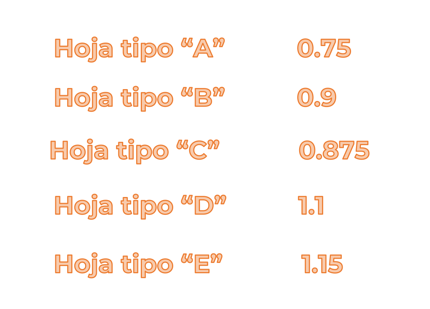 Hoja tipo “A” 0.75
Hoja tipo “B” 0.9
Hoja tipo “C” 0.875
Hoja tipo “D” 1.1
Hoja tipo “E” 1.15